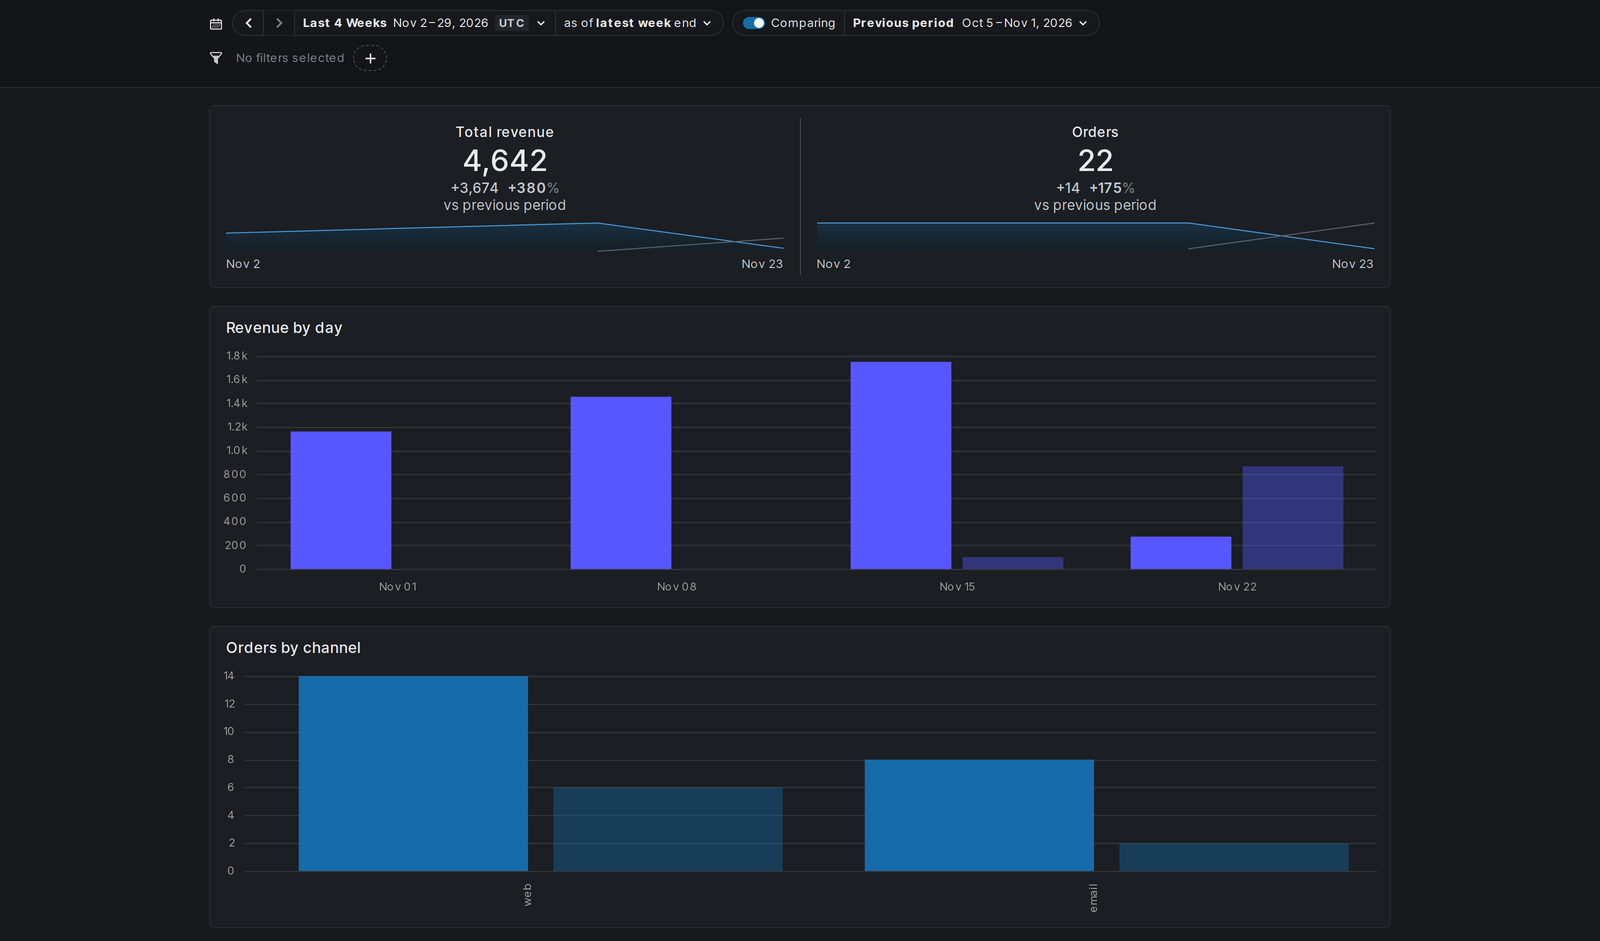 Last 4 Weeks Nov 2–29, 2026 UTC as of latest week end Comparing Previous period Oct 5–Nov 1, 2026
No filters selected +
Total revenue
4,642
+3,674 +380%
vs previous period
Nov 2 Nov 23
Orders
22
+14 +175%
vs previous period
Nov 2 Nov 23
Revenue by day
1.8k
1.6k
1.4k
1.2k
1.0k
800
600
400
200
0
Nov 01 Nov 08 Nov 15 Nov 22
Orders by channel
14
12
10
8
6
4
2
0
web email